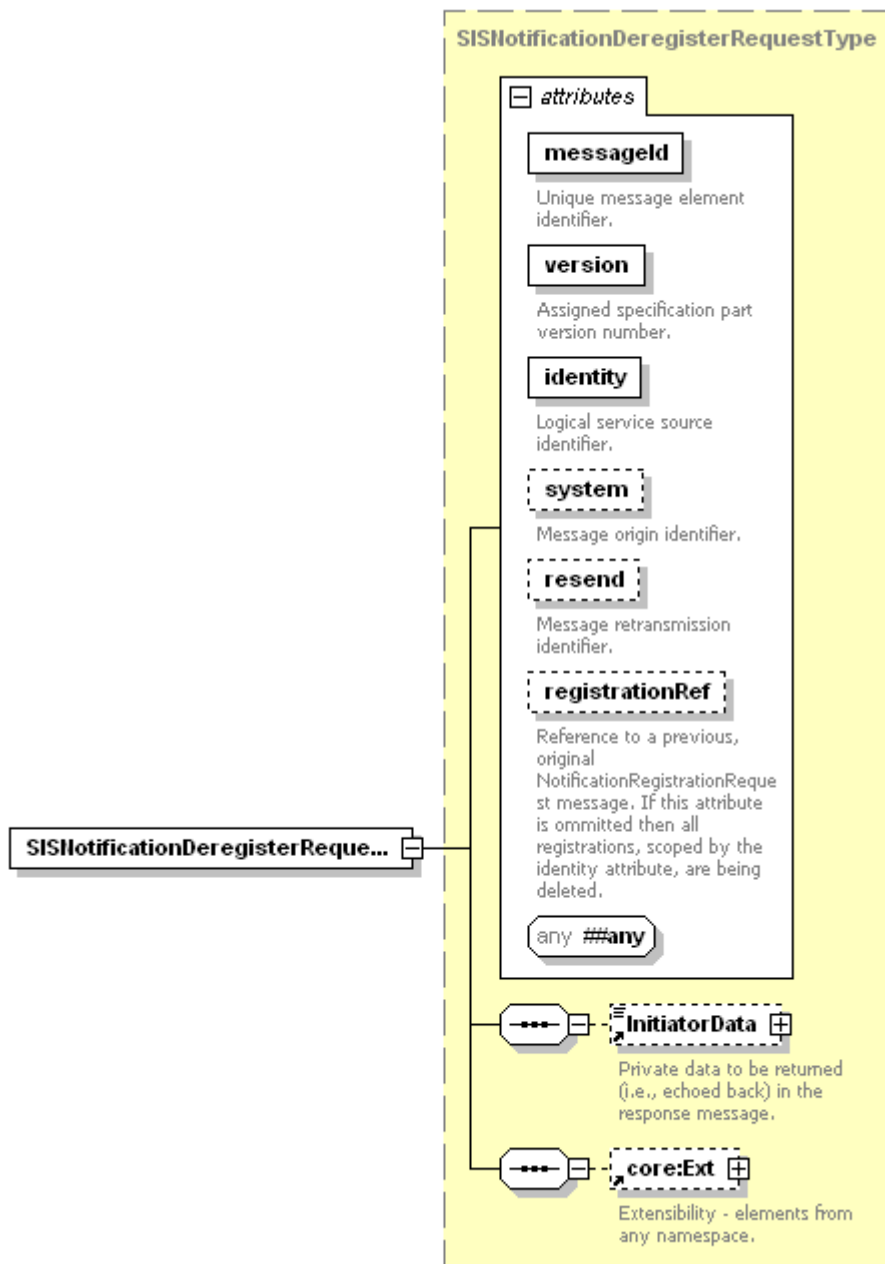 SISNotificationDeregisterRequestType
attributes
messageId
Unique message element
identifier.
version
Assigned specification part
version number.
identity
Logical service source
identifier.
system
Message origin identifier.
resend
Message retransmission
identifier.
registrationRef
Reference to a previous,
original
NotificationRegistrationReque
st message. If this attribute
is ommitted then all
registrations, scoped by the
identity attribute, are being
deleted.
any ##any
SISNotificationDeregisterReque...
InitiatorData
Private data to be returned
(i.e., echoed back) in the
response message.
core:Ext
Extensibility - elements from
any namespace.